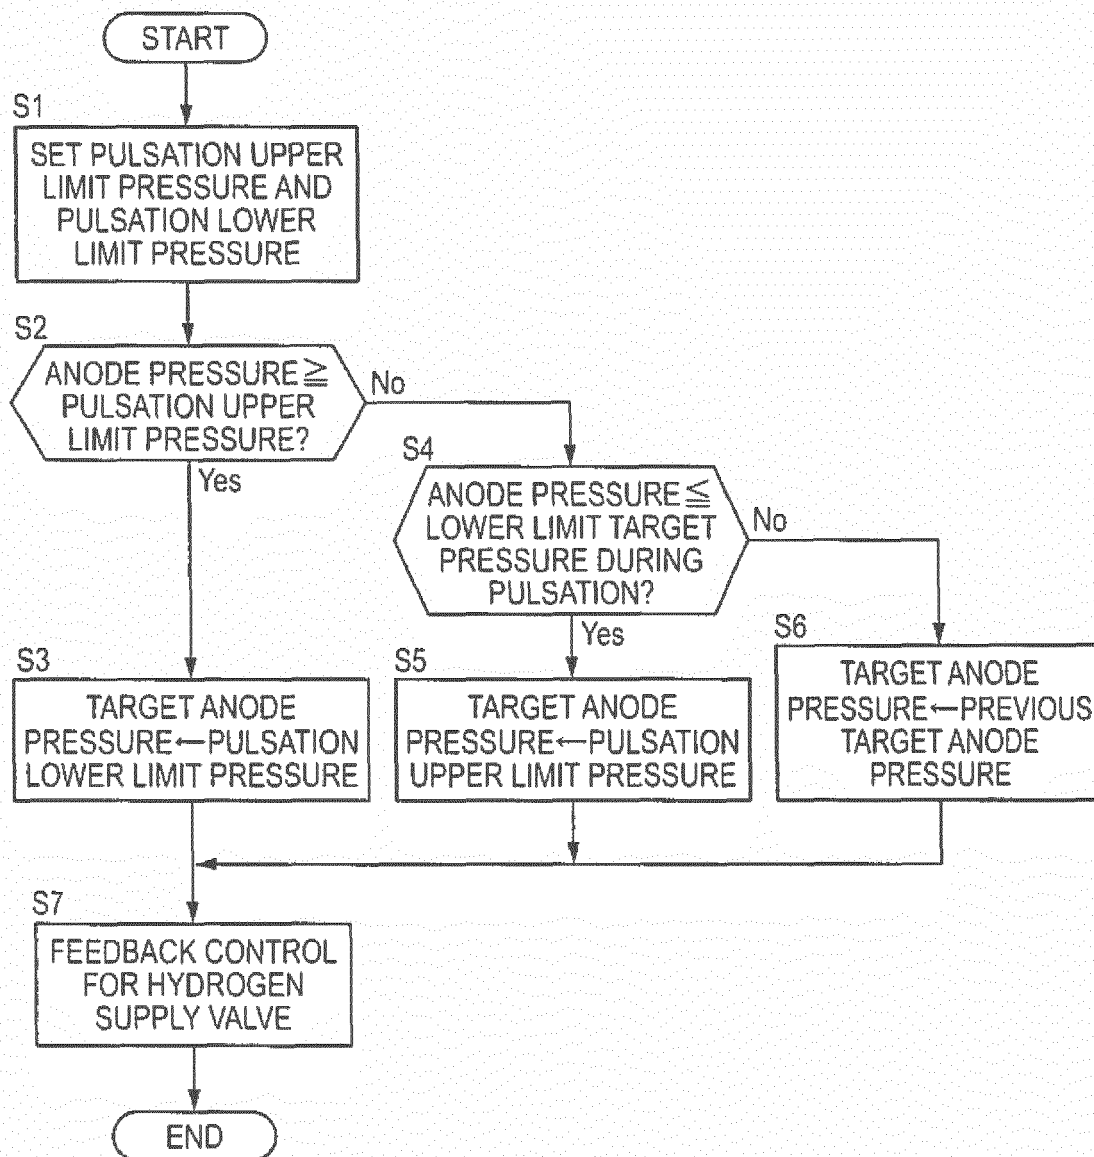 START
S1
SET PULSATION UPPER
LIMIT PRESSURE AND
PULSATION LOWER
LIMIT PRESSURE
S2
ANODE PRESSURE≧
PULSATION UPPER
LIMIT PRESSURE?
No
Yes
S4
ANODE PRESSURE≦
LOWER LIMIT TARGET
PRESSURE DURING
PULSATION?
No
Yes
S3
TARGET ANODE
PRESSURE←PULSATION
LOWER LIMIT PRESSURE
S5
TARGET ANODE
PRESSURE←PULSATION
UPPER LIMIT PRESSURE
S6
TARGET ANODE
PRESSURE←PREVIOUS
TARGET ANODE
PRESSURE
S7
FEEDBACK CONTROL
FOR HYDROGEN
SUPPLY VALVE
END